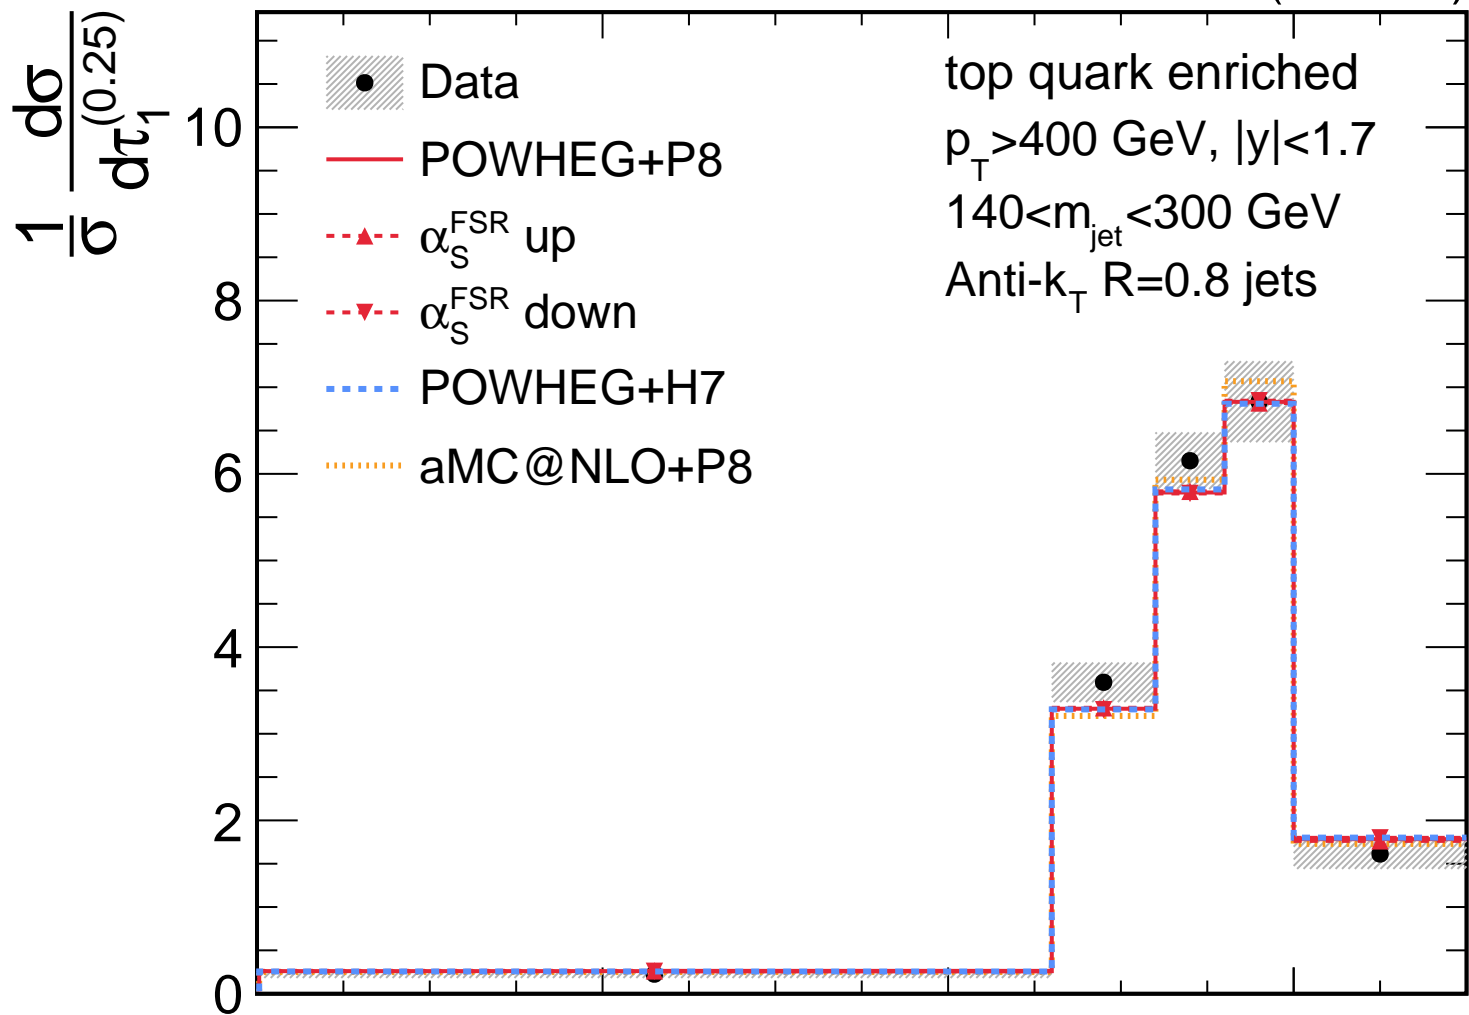 1/σ dσ/dτ₁^(0.25)
10
8
6
4
2
0
Data
POWHEG+P8
α_S^FSR up
α_S^FSR down
POWHEG+H7
aMC@NLO+P8
top quark enriched
p_T>400 GeV, |y|<1.7
140<m_jet<300 GeV
Anti-k_T R=0.8 jets